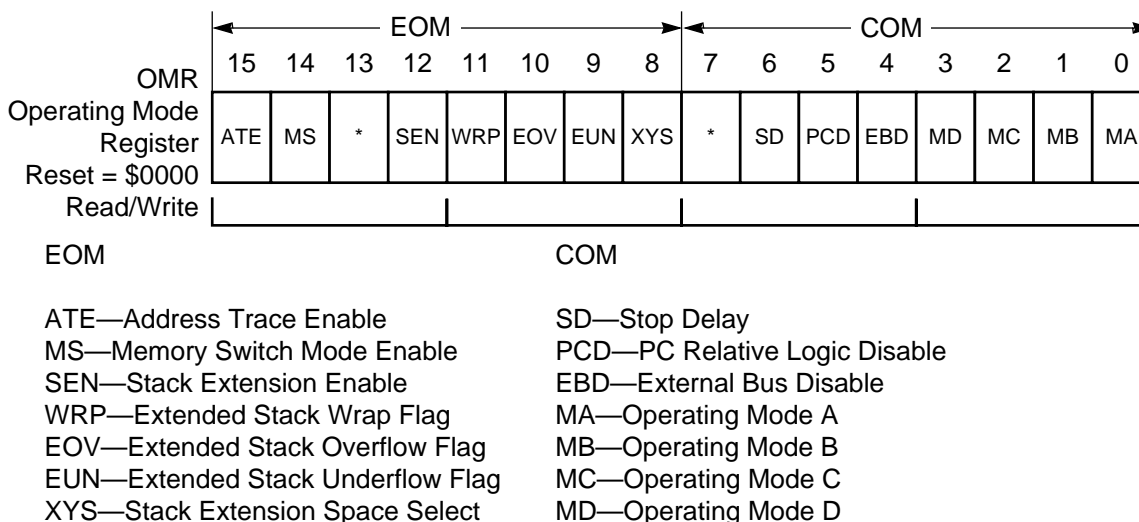 EOM COM
15 14 13 12 11 10 9 8 7 6 5 4 3 2 1 0
OMR
Operating Mode
Register
Reset = $0000
Read/Write
ATE MS * SEN WRP EOV EUN XYS * SD PCD EBD MD MC MB MA
EOM
ATE—Address Trace Enable
MS—Memory Switch Mode Enable
SEN—Stack Extension Enable
WRP—Extended Stack Wrap Flag
EOV—Extended Stack Overflow Flag
EUN—Extended Stack Underflow Flag
XYS—Stack Extension Space Select
COM
SD—Stop Delay
PCD—PC Relative Logic Disable
EBD—External Bus Disable
MA—Operating Mode A
MB—Operating Mode B
MC—Operating Mode C
MD—Operating Mode D